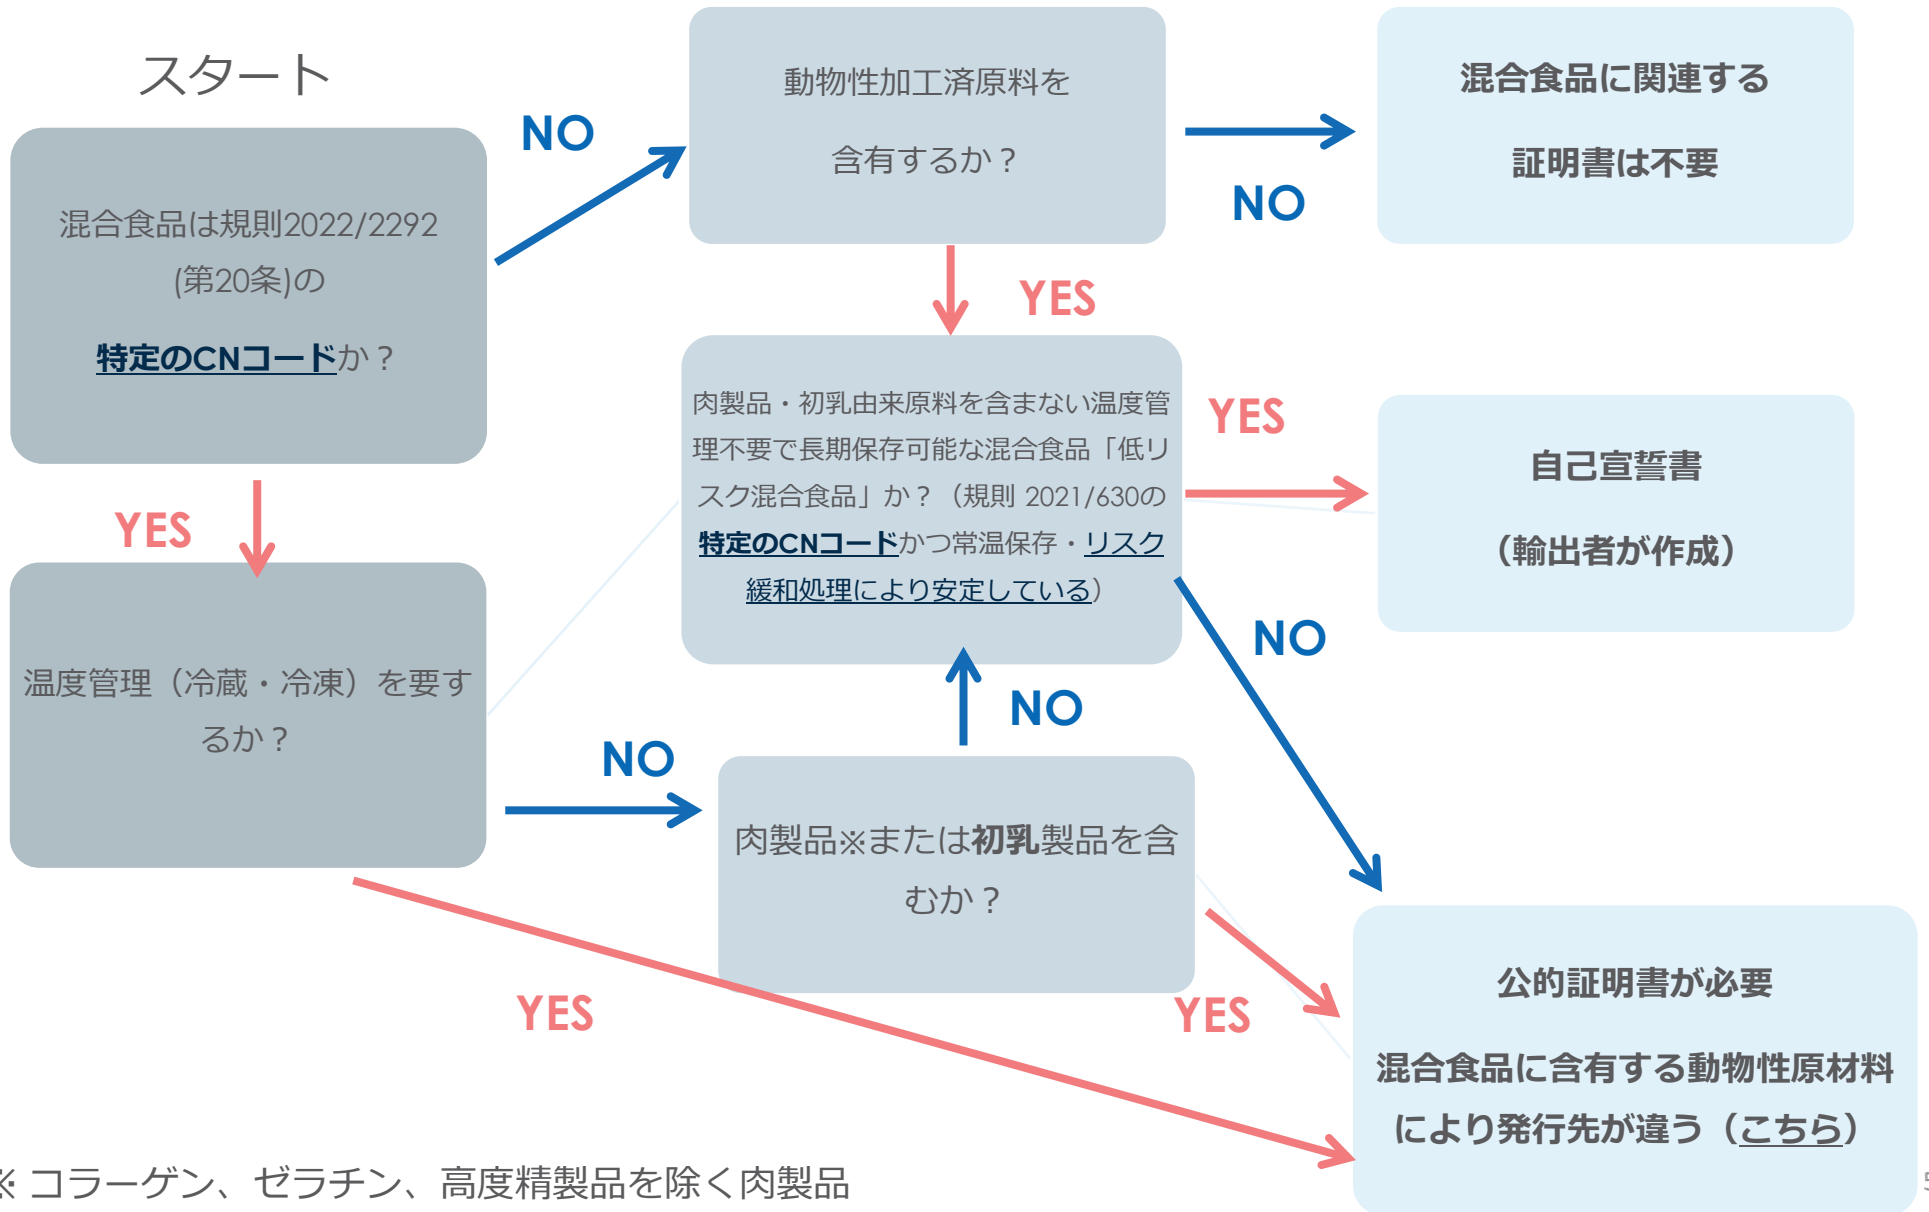 スタート
混合食品は規則2022/2292
(第20条)の
特定のCNコードか？
NO
動物性加工済原料を
含有するか？
NO
混合食品に関連する
証明書は不要
YES
YES
肉製品・初乳由来原料を含まない温度管
理不要で長期保存可能な混合食品「低リ
スク混合食品」か？（規則 2021/630の
特定のCNコードかつ常温保存・リスク
緩和処理により安定している）
YES
自己宣誓書
（輸出者が作成）
NO
温度管理（冷蔵・冷凍）を要す
るか？
NO
NO
肉製品※または初乳製品を含
むか？
YES
YES
公的証明書が必要
混合食品に含有する動物性原材料
により発行先が違う（こちら）
※ コラーゲン、ゼラチン、高度精製品を除く肉製品
5